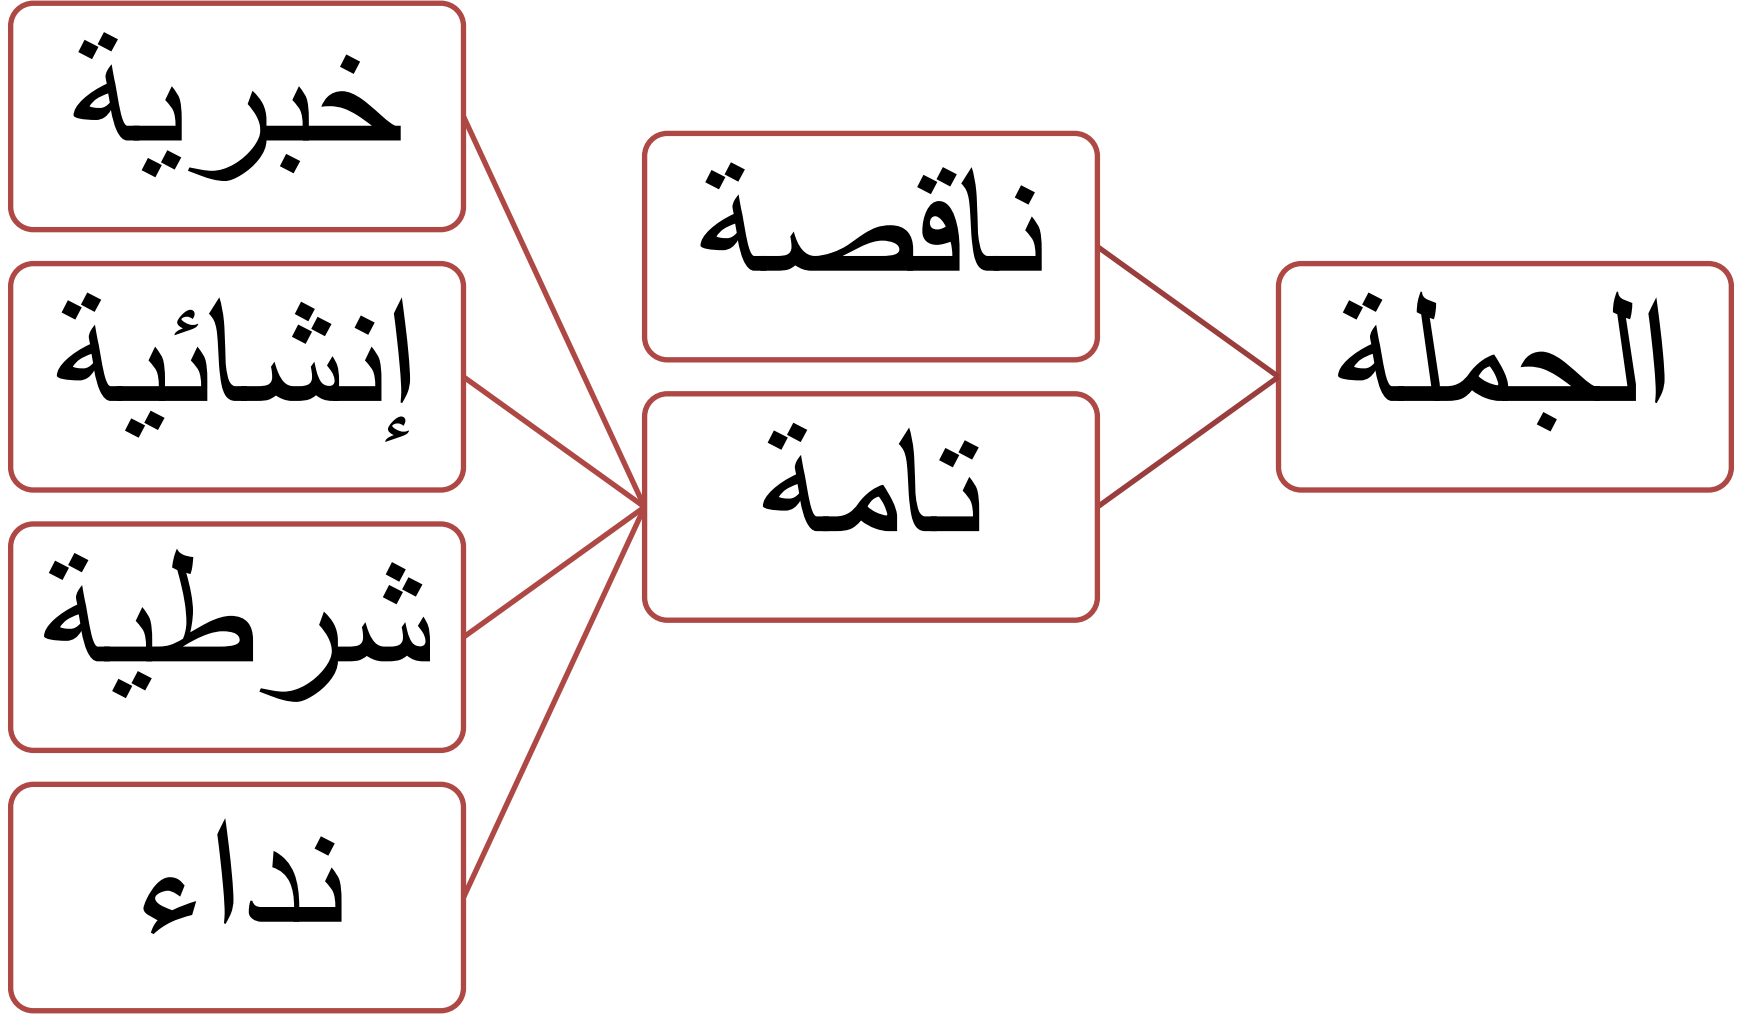 الجملة
ناقصة
تامة
خبرية
إنشائية
شرطية
نداء